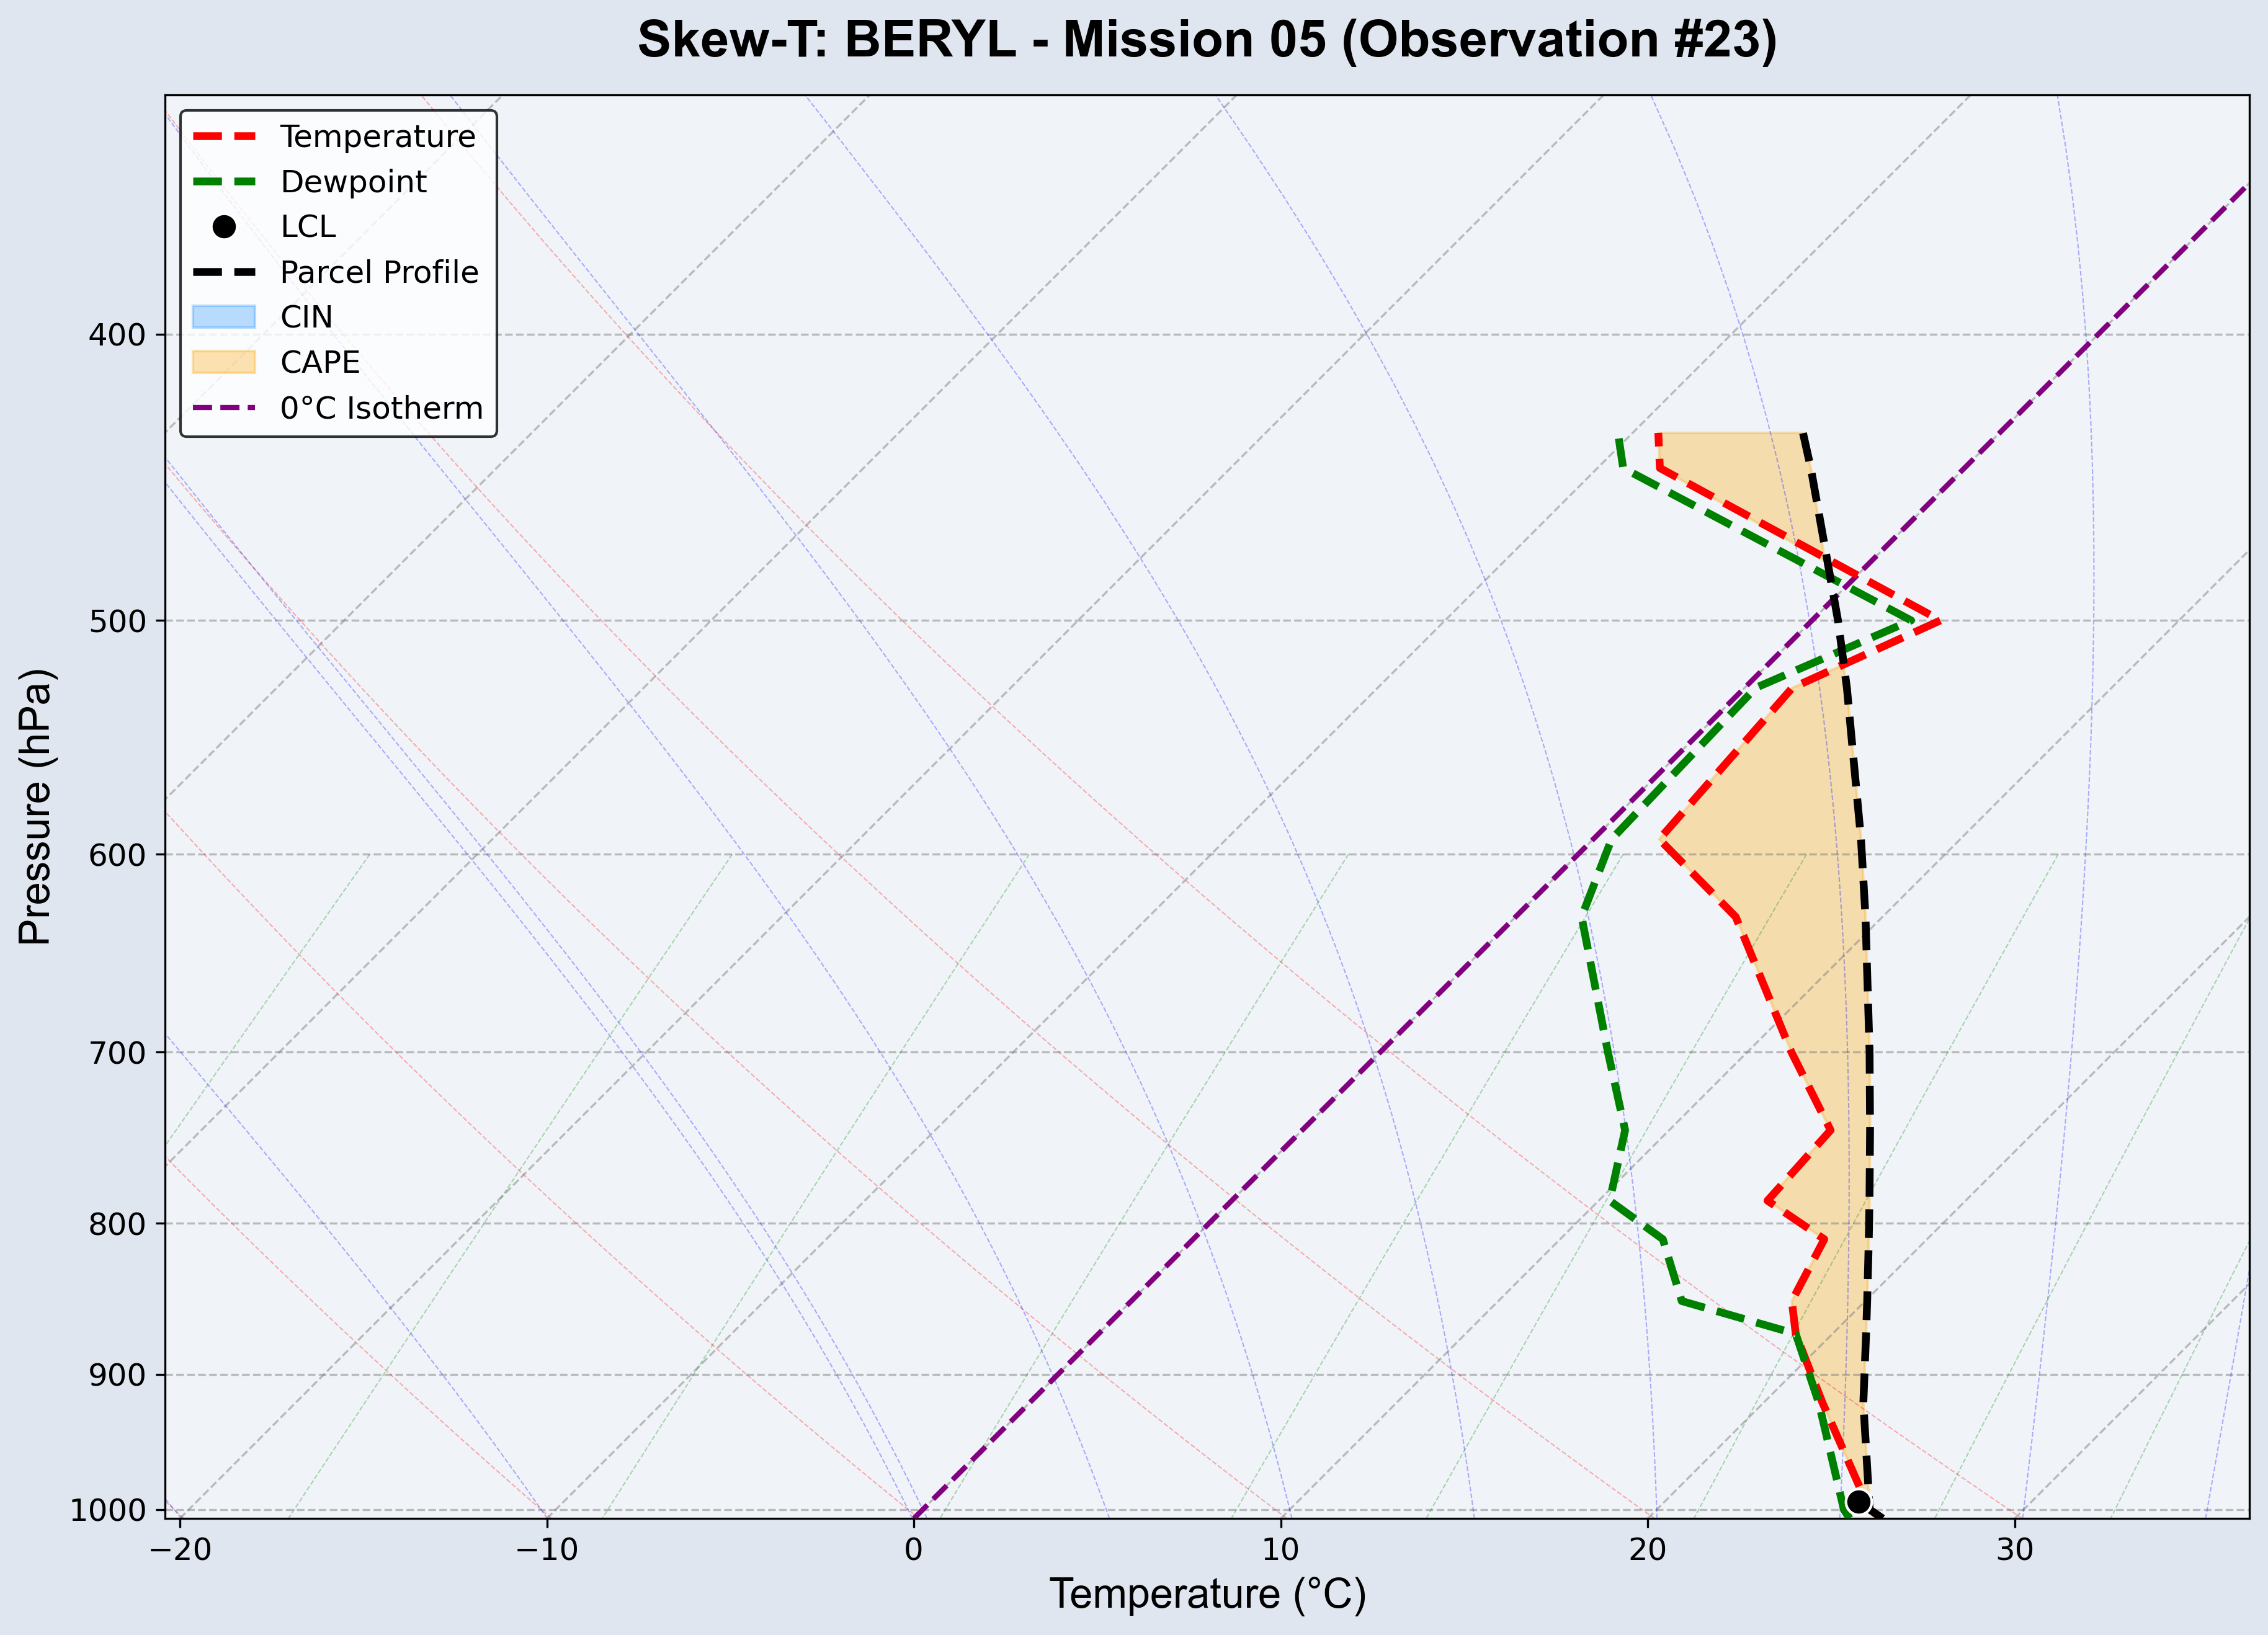 Skew-T: BERYL - Mission 05 (Observation #23)
Temperature
Dewpoint
LCL
Parcel Profile
CIN
CAPE
0°C Isotherm
Pressure (hPa)
400
500
600
700
800
900
1000
−20
−10
0
10
20
30
Temperature (°C)